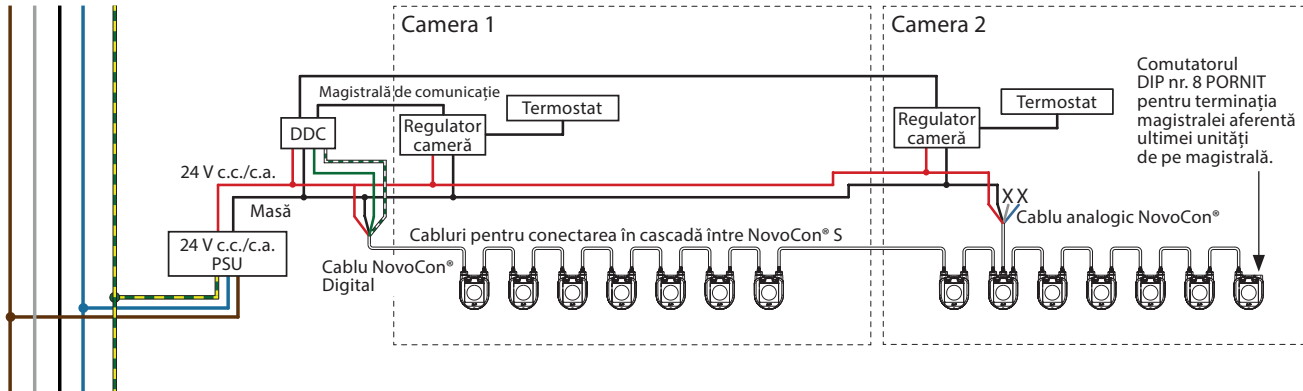 Camera 1
Camera 2
Comutatorul
DIP nr. 8 PORNIT
pentru terminația
magistralei aferentă
ultimei unități
de pe magistrală.
Magistrală de comunicație
Termostat
Termostat
DDC
Regulator
cameră
Regulator
cameră
24 V c.c./c.a.
Masă
X X
Cablu analogic NovoCon®
24 V c.c./c.a.
PSU
Cabluri pentru conectarea în cascadă între NovoCon® S
Cablu NovoCon®
Digital